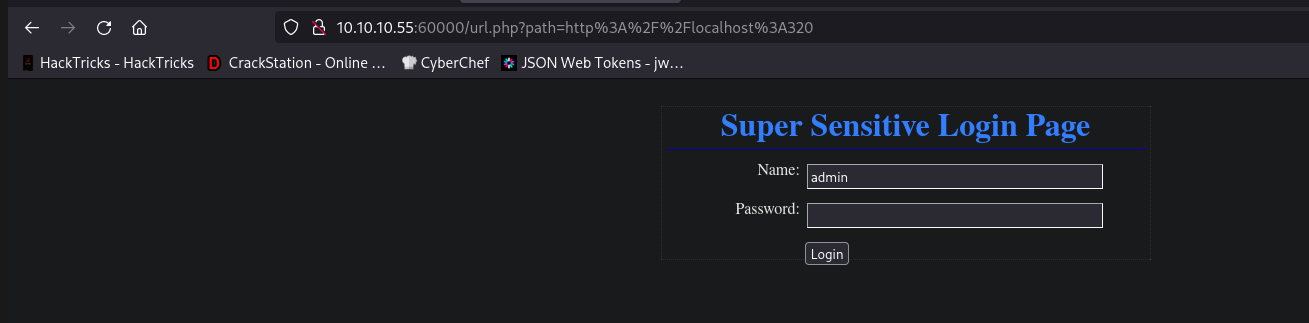 10.10.10.55:60000/url.php?path=http%3A%2F%2Flocalhost%3A320
HackTricks - HackTricks CrackStation - Online … CyberChef JSON Web Tokens - jw…
Super Sensitive Login Page
Name: admin
Password:
Login